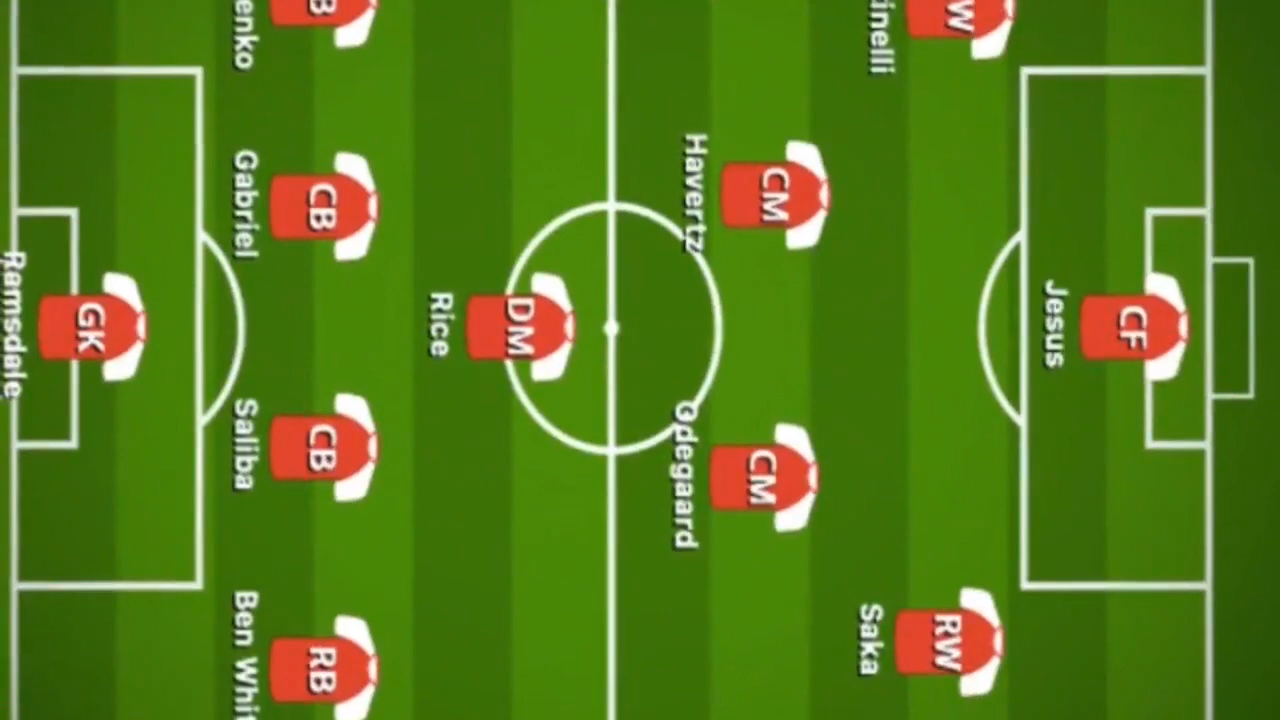 CF
Jesus
W RW
inelli Saka
CM CM
Havertz Odegaard
DM
Rice
B CB CB RB
enko Gabriel Saliba Ben Whit
GK
Ramsdale